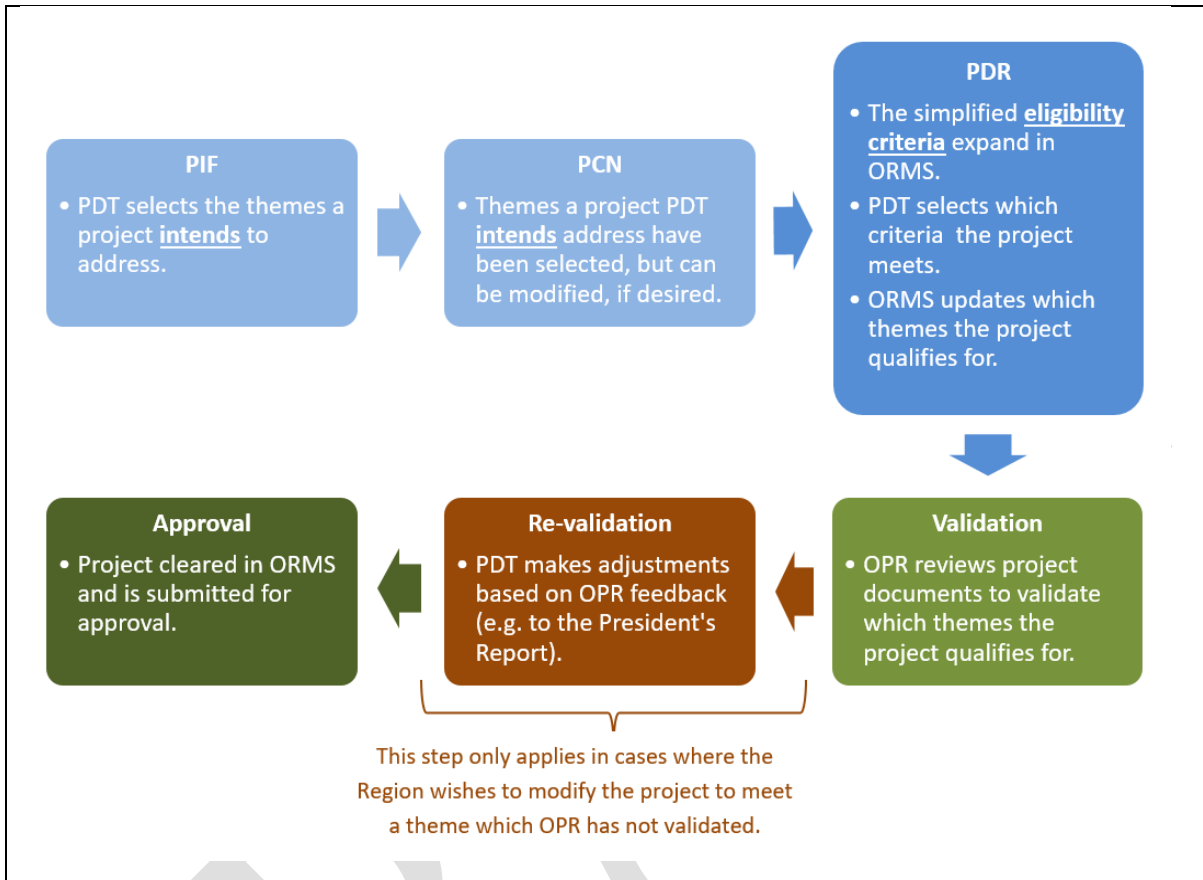 PIF
• PDT selects the themes a
project intends to
address.
PCN
• Themes a project PDT
intends address have
been selected, but can
be modified, if desired.
PDR
• The simplified eligibility
criteria expand in
ORMS.
• PDT selects which
criteria  the project
meets.
• ORMS updates which
themes the project
qualifies for.
Validation
• OPR reviews project
documents to validate
which themes the
project qualifies for.
Re-validation
• PDT makes adjustments
based on OPR feedback
(e.g. to the President's
Report).
Approval
• Project cleared in ORMS
and is submitted for
approval.
This step only applies in cases where the
Region wishes to modify the project to meet
a theme which OPR has not validated.